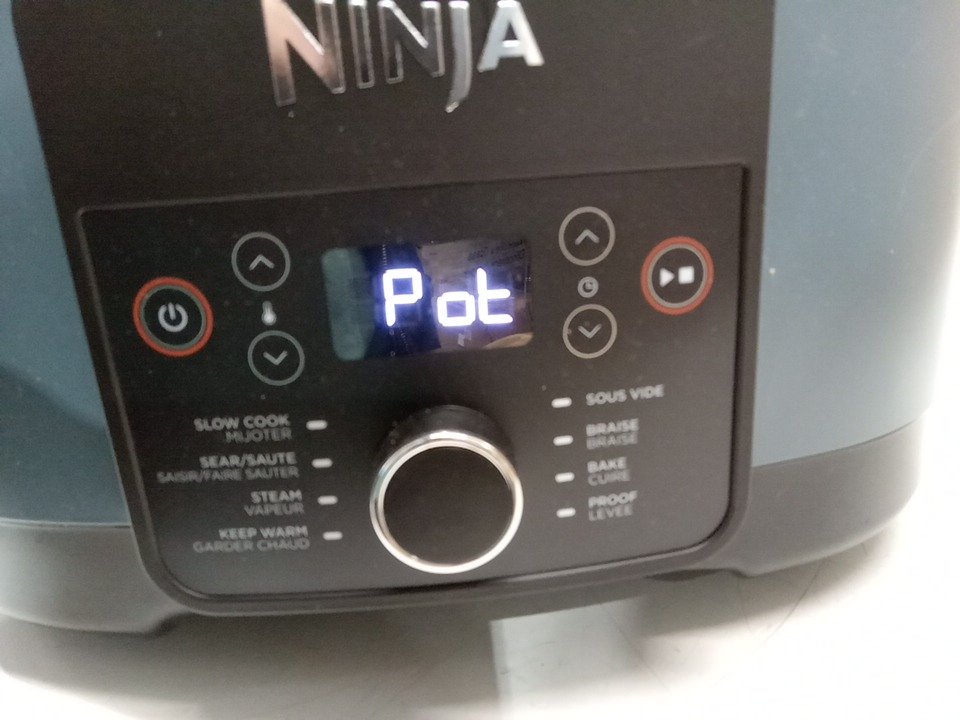 NINJA
Pot
SLOW COOK
MIJOTER
SEAR/SAUTE
SAISIR/FAIRE SAUTER
STEAM
VAPEUR
KEEP WARM
GARDER CHAUD
SOUS VIDE
BRAISE
BRAISE
BAKE
CUIRE
PROOF
LEVEE